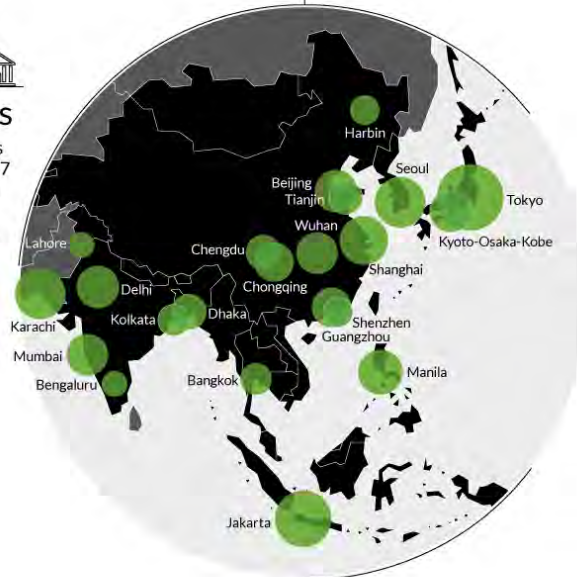 s
s
7
Harbin
Seoul
Beijing
Tianjin
Tokyo
Wuhan
Kyoto-Osaka-Kobe
Lahore
Chengdu
Shanghai
Chongqing
Delhi
Kolkata
Dhaka
Shenzhen
Guangzhou
Karachi
Mumbai
Bengaluru
Bangkok
Manila
Jakarta